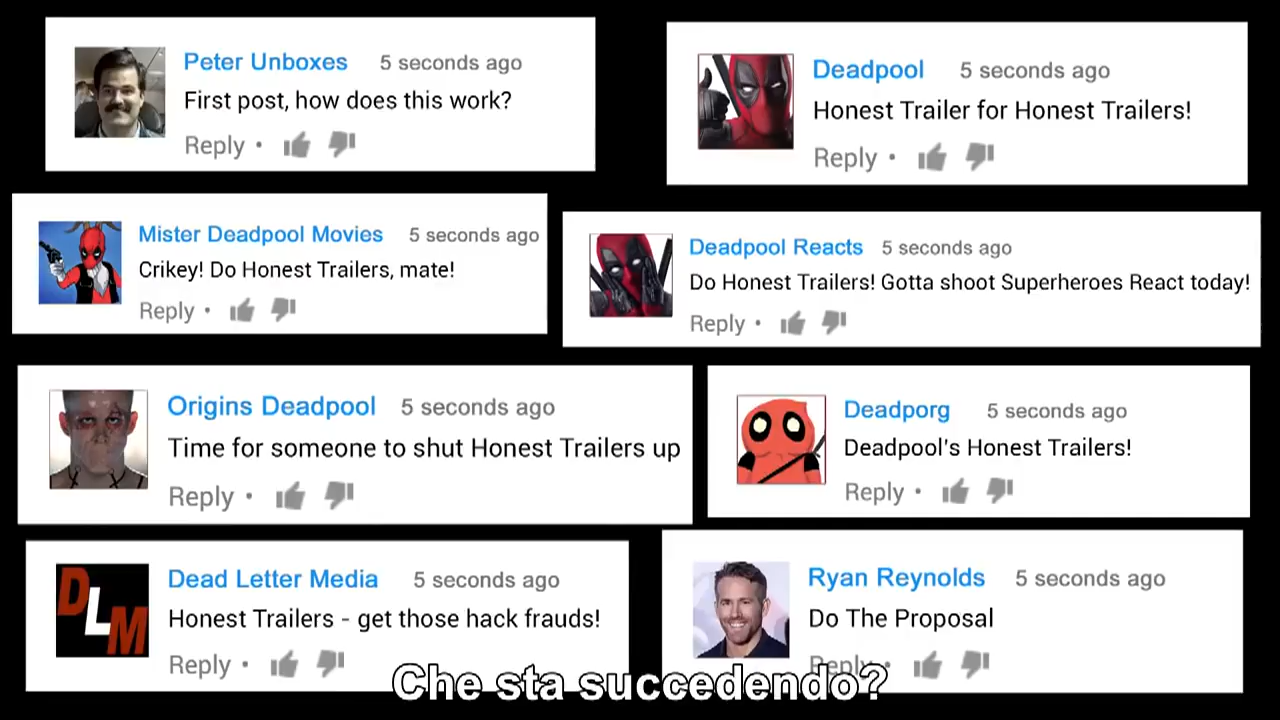 Peter Unboxes 5 seconds ago
First post, how does this work?
Reply •
Deadpool 5 seconds ago
Honest Trailer for Honest Trailers!
Reply •
Mister Deadpool Movies 5 seconds ago
Crikey! Do Honest Trailers, mate!
Reply •
Deadpool Reacts 5 seconds ago
Do Honest Trailers! Gotta shoot Superheroes React today!
Reply •
Origins Deadpool 5 seconds ago
Time for someone to shut Honest Trailers up
Reply •
Deadporg 5 seconds ago
Deadpool's Honest Trailers!
Reply •
DLM
Dead Letter Media 5 seconds ago
Honest Trailers - get those hack frauds!
Reply •
Ryan Reynolds 5 seconds ago
Do The Proposal
Reply •
Che sta succedendo?